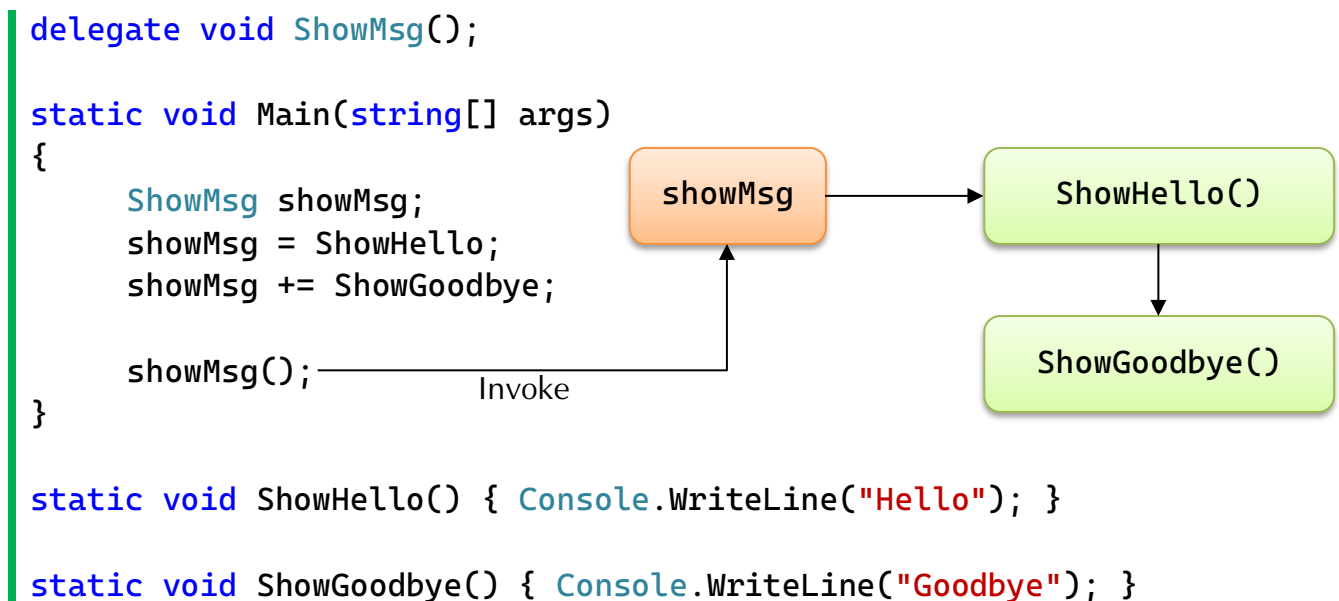 delegate void ShowMsg();
static void Main(string[] args)
{
ShowMsg showMsg;
showMsg = ShowHello;
showMsg += ShowGoodbye;
showMsg();
}
showMsg
ShowHello()
ShowGoodbye()
Invoke
static void ShowHello() { Console.WriteLine("Hello"); }
static void ShowGoodbye() { Console.WriteLine("Goodbye"); }